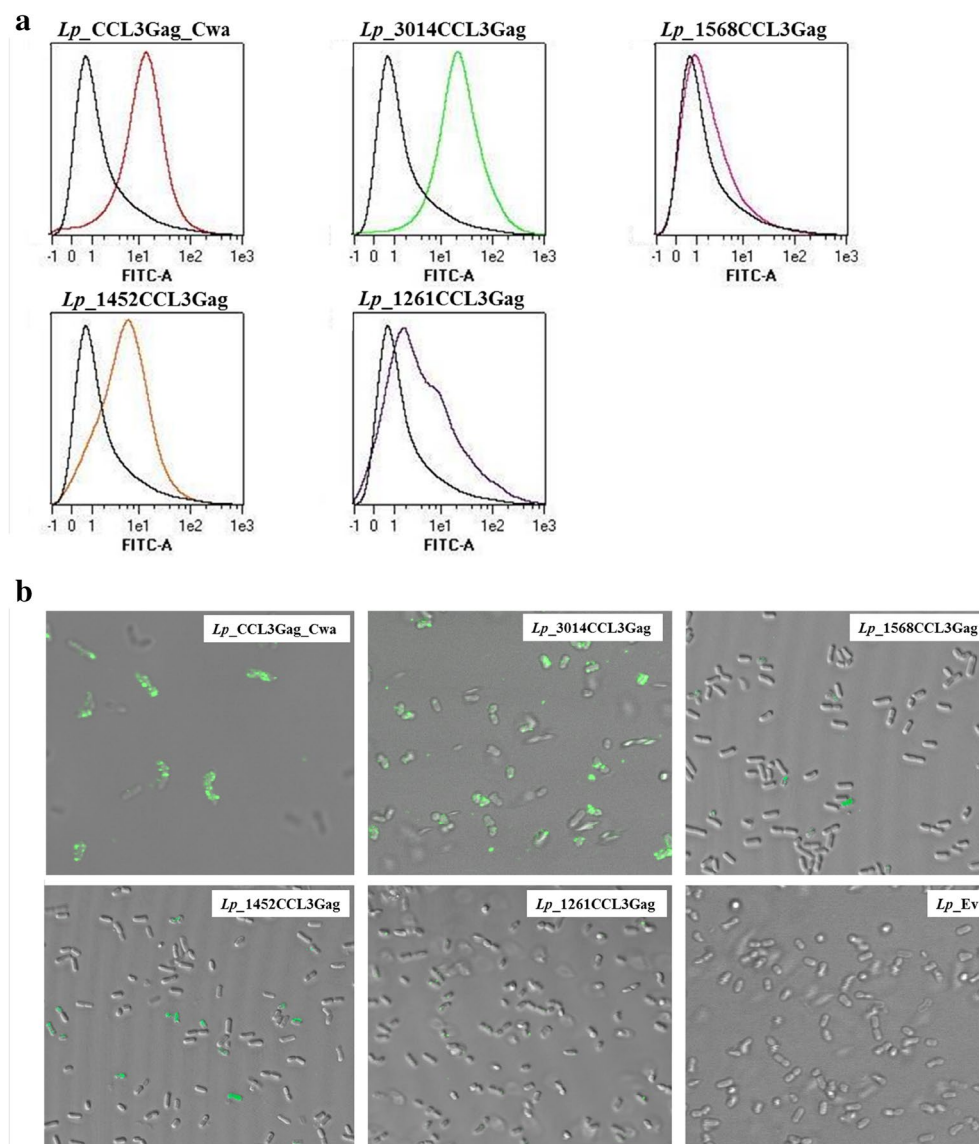 a
Lp_CCL3Gag_Cwa
Lp_3014CCL3Gag
Lp_1568CCL3Gag
-1 0 1 1e1 1e2 1e3
FITC-A
-1 0 1 1e1 1e2 1e3
FITC-A
-1 0 1 1e1 1e2 1e3
FITC-A
Lp_1452CCL3Gag
Lp_1261CCL3Gag
-1 0 1 1e1 1e2 1e3
FITC-A
-1 0 1 1e1 1e2 1e3
FITC-A
b
Lp_CCL3Gag_Cwa
Lp_3014CCL3Gag
Lp_1568CCL3Gag
Lp_1452CCL3Gag
Lp_1261CCL3Gag
Lp_Ev